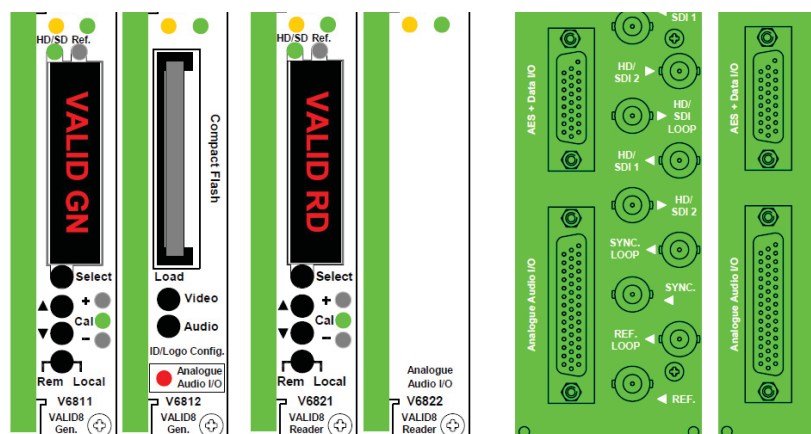 HD/SD Ref.
VALID GN
Select
+
Cal
−
Rem Local
V6811
VALID8
Gen.
Compact Flash
Load
Video
Audio
ID/Logo Config.
Analogue
Audio I/O
V6812
VALID8
Gen.
HD/SD Ref.
VALID RD
Select
+
Cal
−
Rem Local
V6821
VALID8
Reader
Analogue
Audio I/O
V6822
VALID8
Reader
AES + Data I/O
Analogue Audio I/O
SDI 1
HD/
SDI 2
HD/
SDI
LOOP
HD/
SDI 1
HD/
SDI 2
SYNC.
LOOP
SYNC.
REF.
LOOP
REF.
AES + Data I/O
Analogue Audio I/O